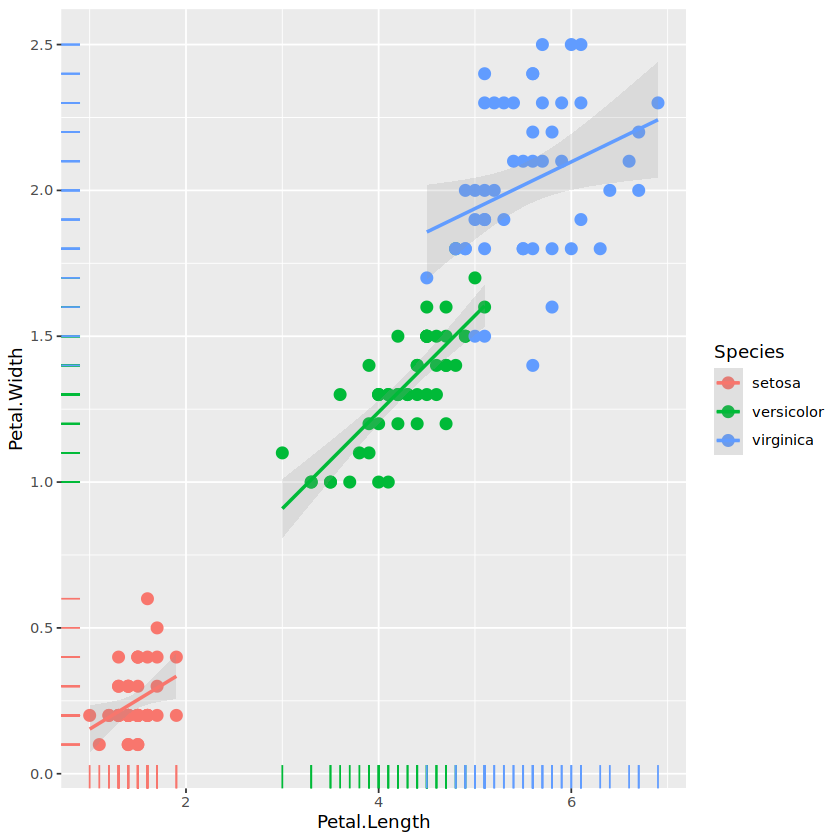 2.5
2.0
1.5
1.0
0.5
0.0
Petal.Width
2 4 6
Petal.Length
Species
setosa
versicolor
virginica